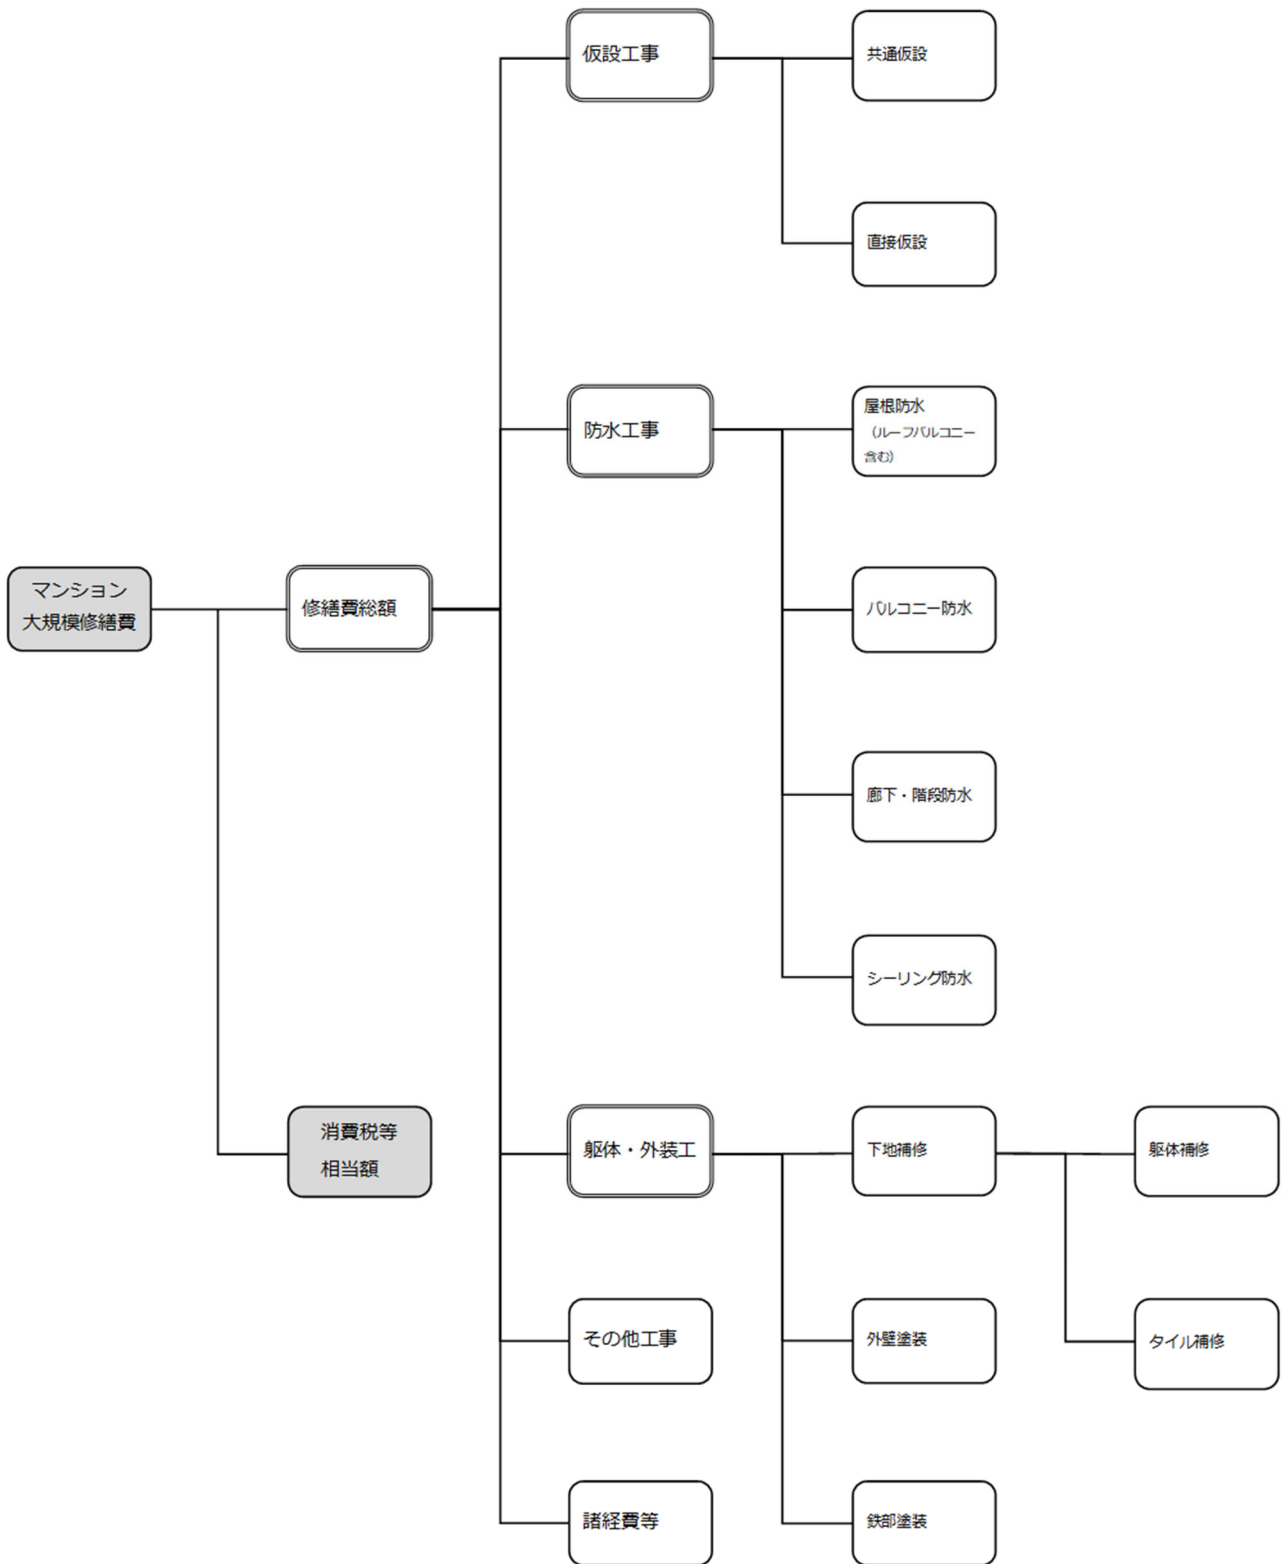 仮設工事
共通仮設
直接仮設
防水工事
屋根防水
（ルーフバルコニー
含む）
マンション
大規模修繕費
修繕費総額
バルコニー防水
廊下・階段防水
シーリング防水
消費税等
相当額
躯体・外装工
下地補修
躯体補修
その他工事
外壁塗装
タイル補修
諸経費等
鉄部塗装